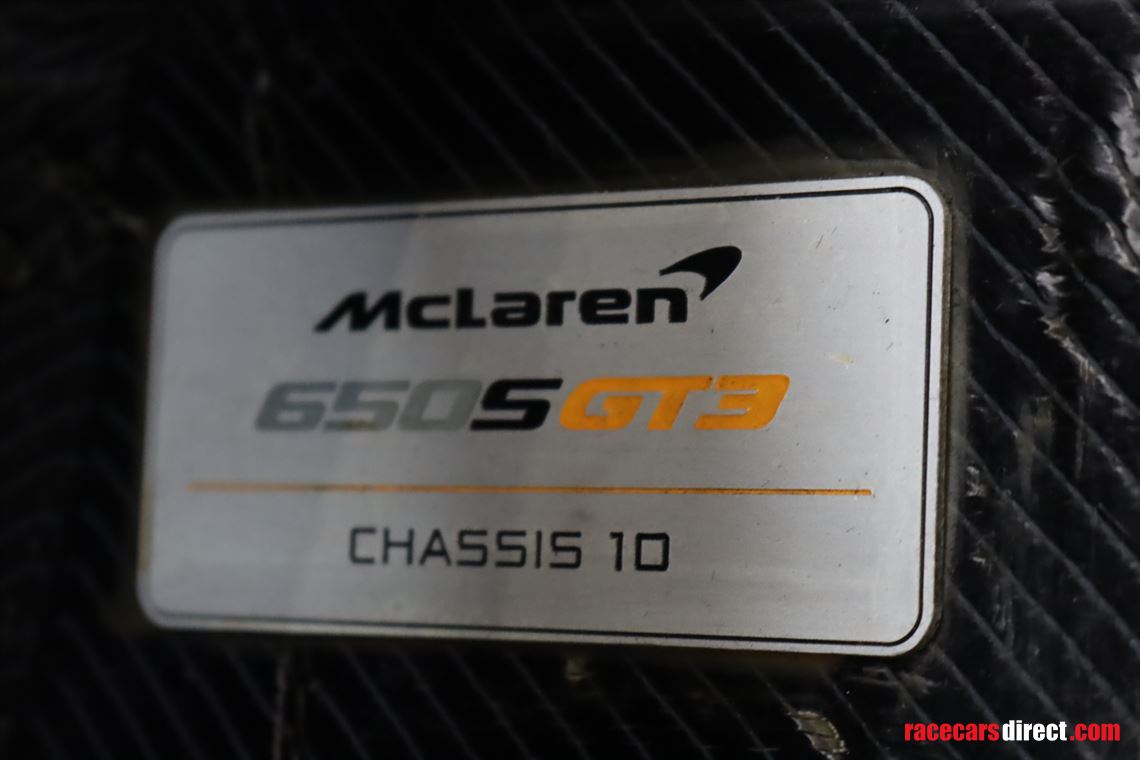 McLaren
650S GT3
CHASSIS 10
racecarsdirect.com